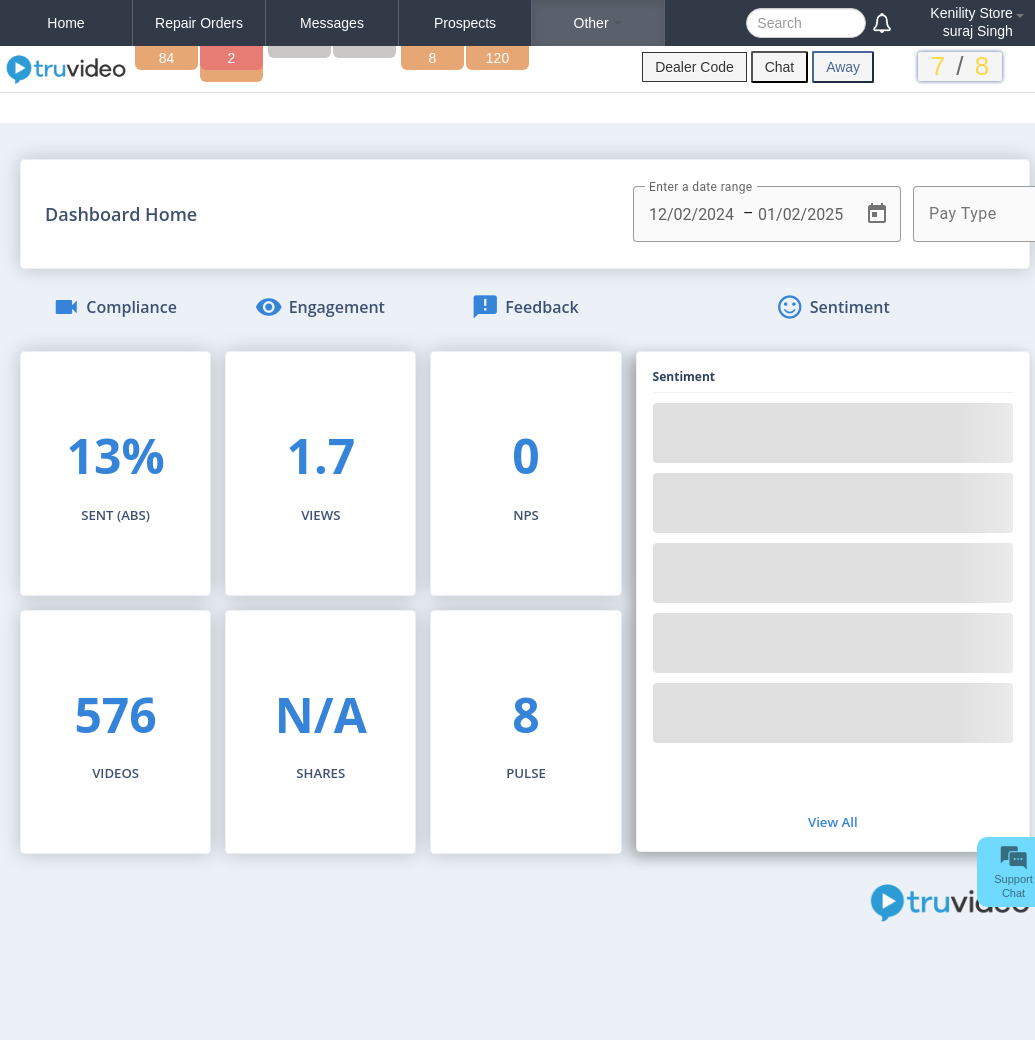 Home
Repair Orders
Messages
Prospects
Other
Search
Kenility Store
suraj Singh
truvideo
84
2
8
120
Dealer Code
Chat
Away
7 / 8
Dashboard Home
Enter a date range
12/02/2024 – 01/02/2025
Pay Type
Compliance
Engagement
Feedback
Sentiment
13%
SENT (ABS)
1.7
VIEWS
0
NPS
Sentiment
576
VIDEOS
N/A
SHARES
8
PULSE
View All
Support
Chat
truvideo